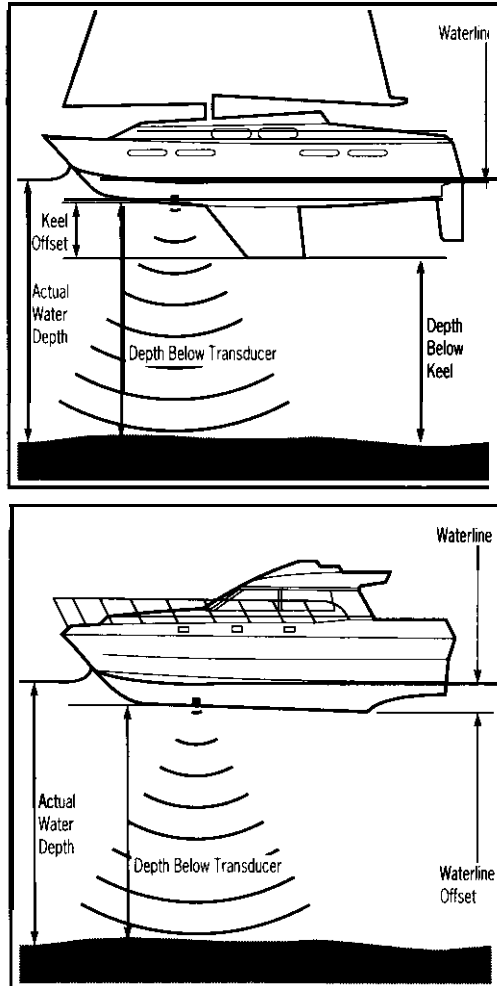 Waterline
Keel
Offset
Actual
Water
Depth
Depth Below Transducer
Depth
Below
Keel
Waterline
Actual
Water
Depth
Depth Below Transducer
Waterline
Offset